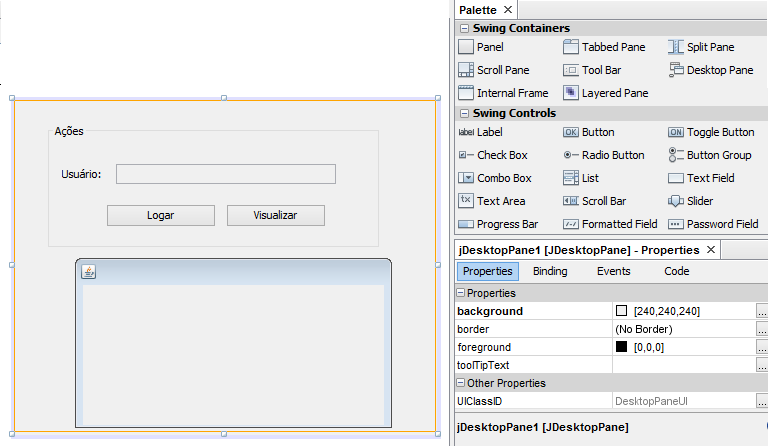 Palette ×
Swing Containers
Panel Tabbed Pane Split Pane
Scroll Pane Tool Bar Desktop Pane
Internal Frame Layered Pane
Swing Controls
label Label OK Button ON Toggle Button
Check Box Radio Button Button Group
Combo Box List Text Field
tx Text Area Scroll Bar Slider
Progress Bar Formatted Field Password Field
Ações
Usuário:
Logar Visualizar
jDesktopPane1 [JDesktopPane] - Properties ×
Properties Binding Events Code
Properties
background [240,240,240] ...
border (No Border) ...
foreground [0,0,0] ...
toolTipText ...
Other Properties
UIClassID DesktopPaneUI ...
jDesktopPane1 [JDesktopPane]